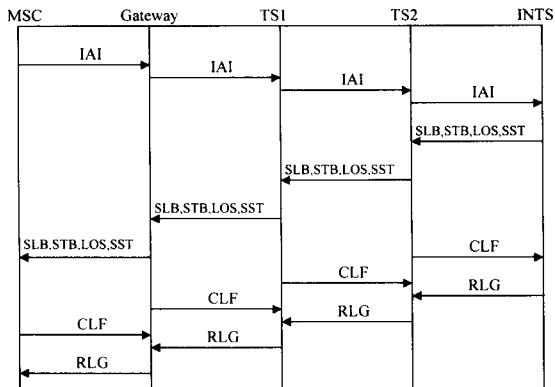 MSC Gateway TS1 TS2 INTS
IAI
IAI
IAI
IAI
SLB,STB,LOS,SST
SLB,STB,LOS,SST
SLB,STB,LOS,SST
SLB,STB,LOS,SST
CLF
CLF
RLG
CLF
RLG
CLF
RLG
RLG